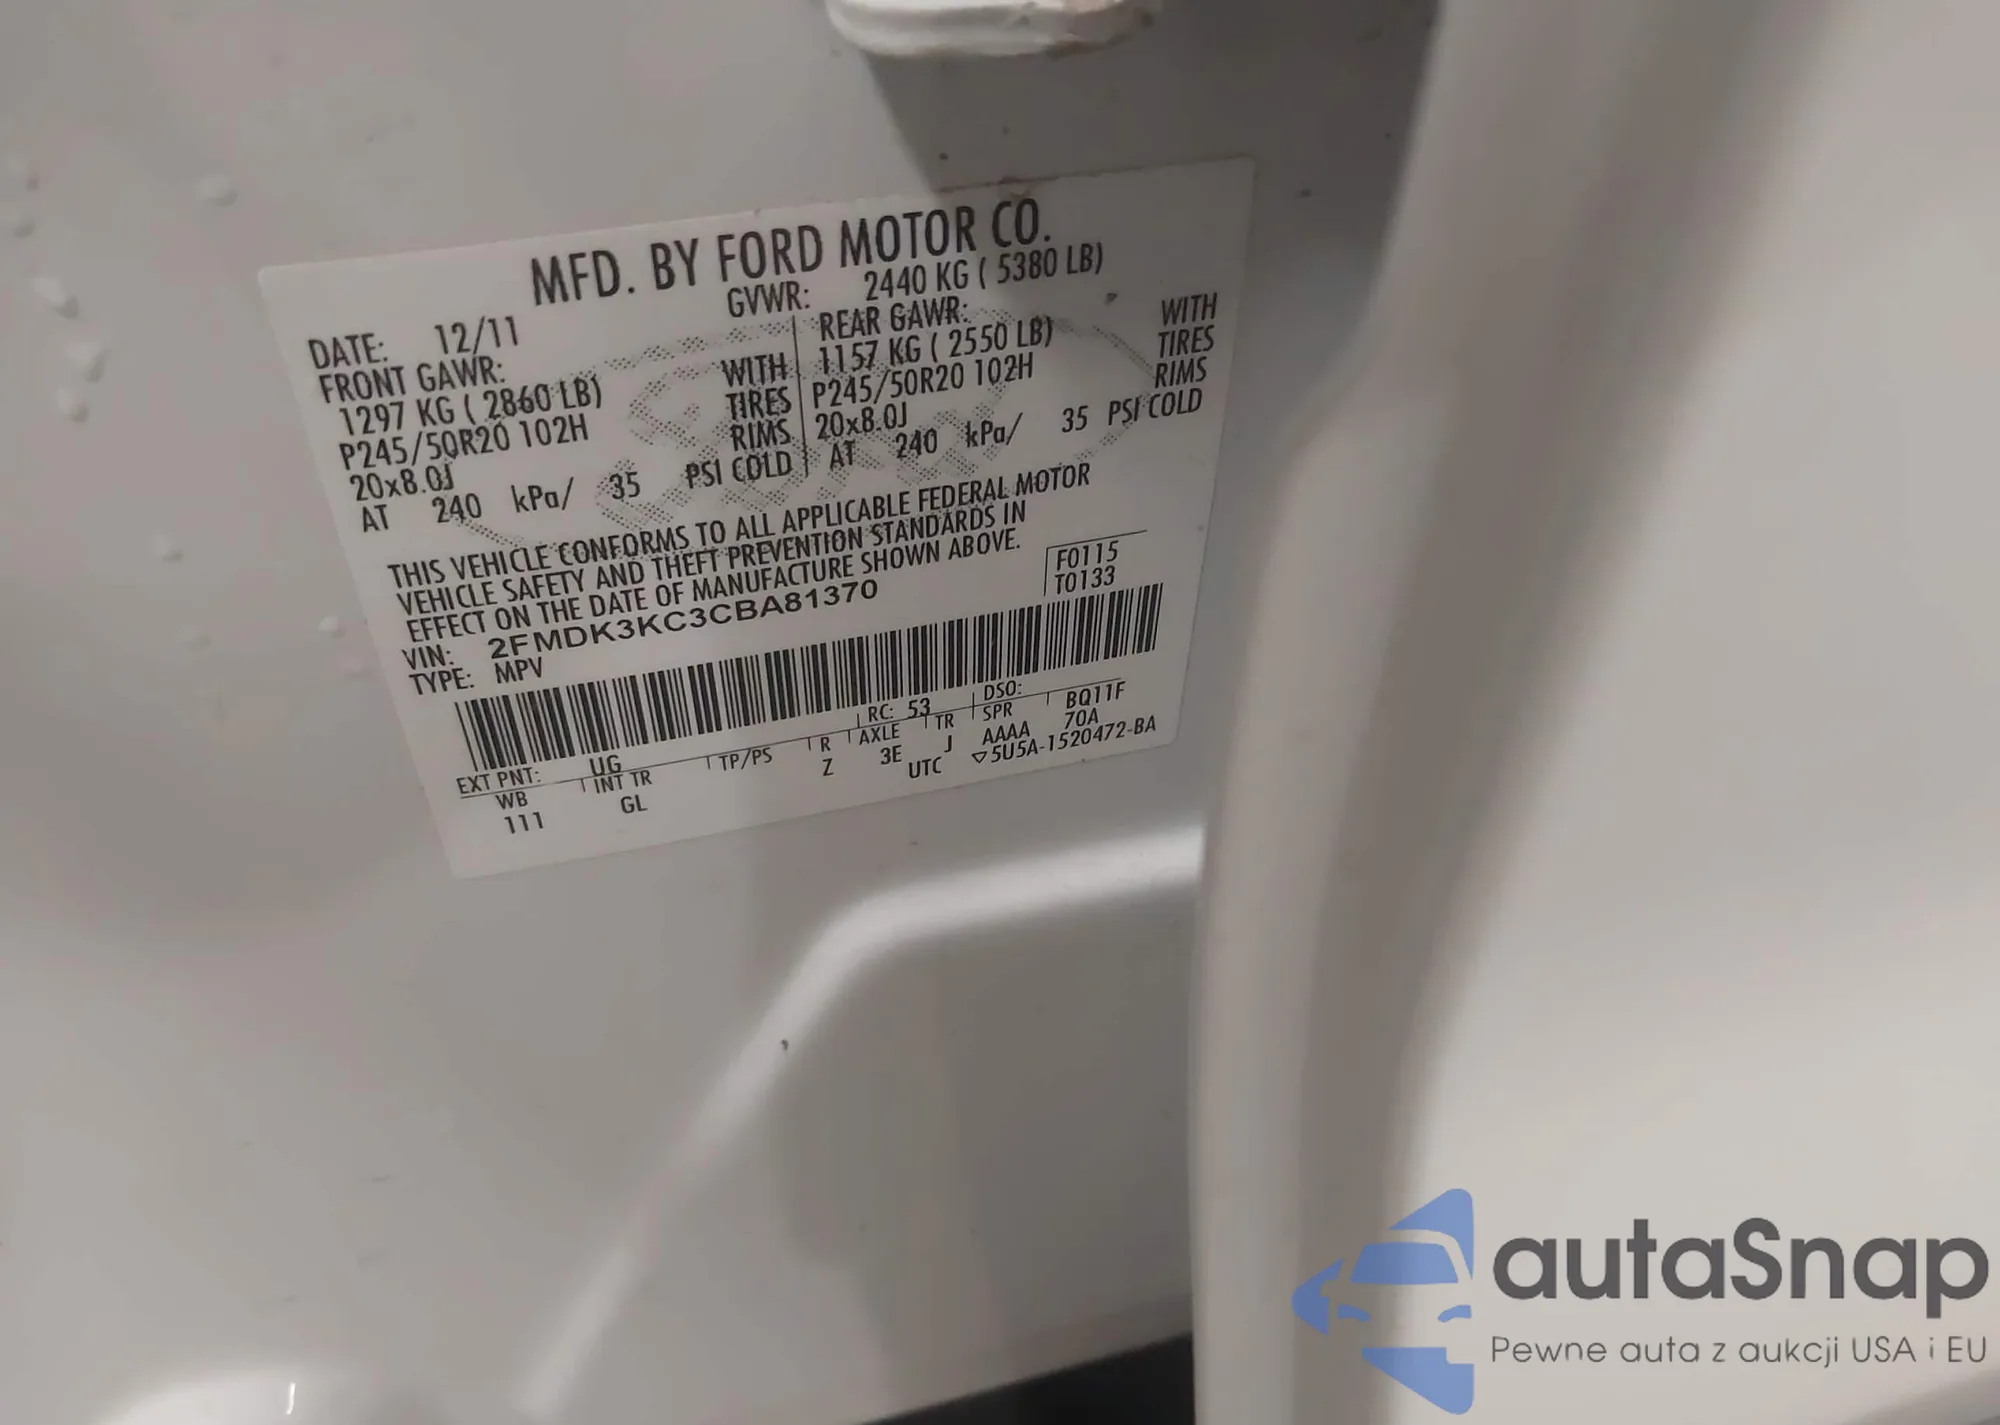 MFD. BY FORD MOTOR CO.
DATE: 12/11 GVWR: 2440 KG ( 5380 LB)
FRONT GAWR: REAR GAWR:
1297 KG ( 2860 LB) WITH 1157 KG ( 2550 LB) WITH
P245/50R20 102H TIRES P245/50R20 102H TIRES
20x8.0J RIMS 20x8.0J RIMS
AT 240 kPa/ 35 PSI COLD AT 240 kPa/ 35 PSI COLD
THIS VEHICLE CONFORMS TO ALL APPLICABLE FEDERAL MOTOR
VEHICLE SAFETY AND THEFT PREVENTION STANDARDS IN
EFFECT ON THE DATE OF MANUFACTURE SHOWN ABOVE.
F0115
VIN: 2FMDK3KC3CBA81370 T0133
TYPE: MPV
EXT PNT: UG RC: 53 DSO: BQ11F
WB INT TR TP/PS R AXLE TR SPR 70A
111 GL Z 3E J AAAA
UTC ▽5U5A-1520472-BA
autaSnap
Pewne auta z aukcji USA i EU